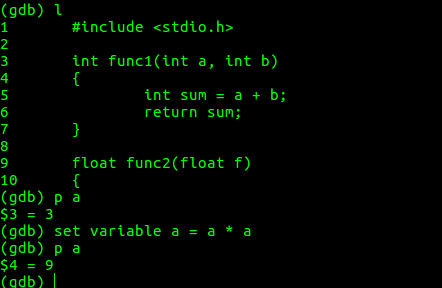 (gdb) l
1       #include <stdio.h>
2
3       int func1(int a, int b)
4       {
5               int sum = a + b;
6               return sum;
7       }
8
9       float func2(float f)
10      {
(gdb) p a
$3 = 3
(gdb) set variable a = a * a
(gdb) p a
$4 = 9
(gdb)